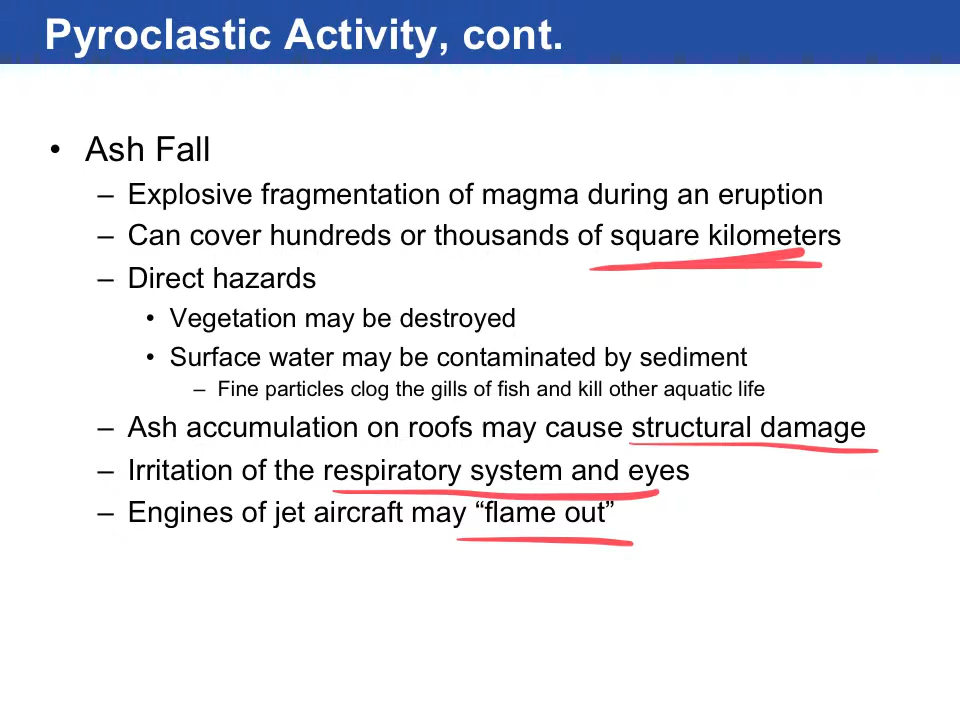 Pyroclastic Activity, cont.
• Ash Fall
– Explosive fragmentation of magma during an eruption
– Can cover hundreds or thousands of square kilometers
– Direct hazards
• Vegetation may be destroyed
• Surface water may be contaminated by sediment
– Fine particles clog the gills of fish and kill other aquatic life
– Ash accumulation on roofs may cause structural damage
– Irritation of the respiratory system and eyes
– Engines of jet aircraft may “flame out”